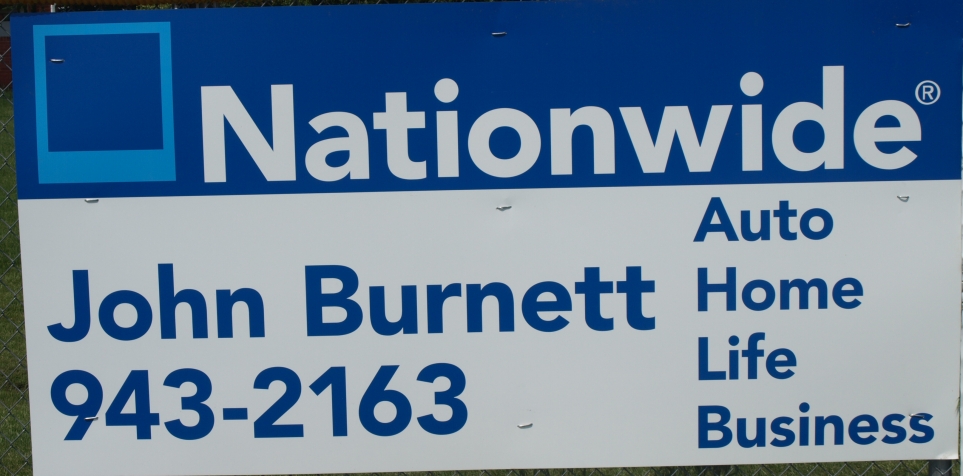 Nationwide®
John Burnett
943-2163
Auto
Home
Life
Business